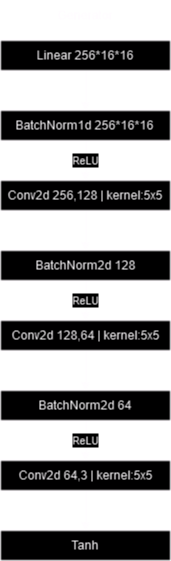 Linear 256*16*16
BatchNorm1d 256*16*16
ReLU
Conv2d 256,128 | kernel:5x5
BatchNorm2d 128
ReLU
Conv2d 128,64 | kernel:5x5
BatchNorm2d 64
ReLU
Conv2d 64,3 | kernel:5x5
Tanh